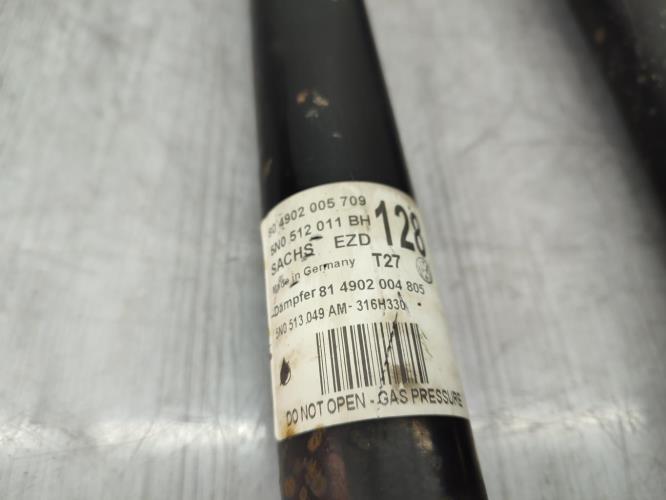 80 4902 005 709
5N0 512 011 BH
128
SACHS EZD
Made in Germany T27
Dämpfer 81 4902 004 805
5N0 513 049 AM - 316H330
DO NOT OPEN - GAS PRESSURE